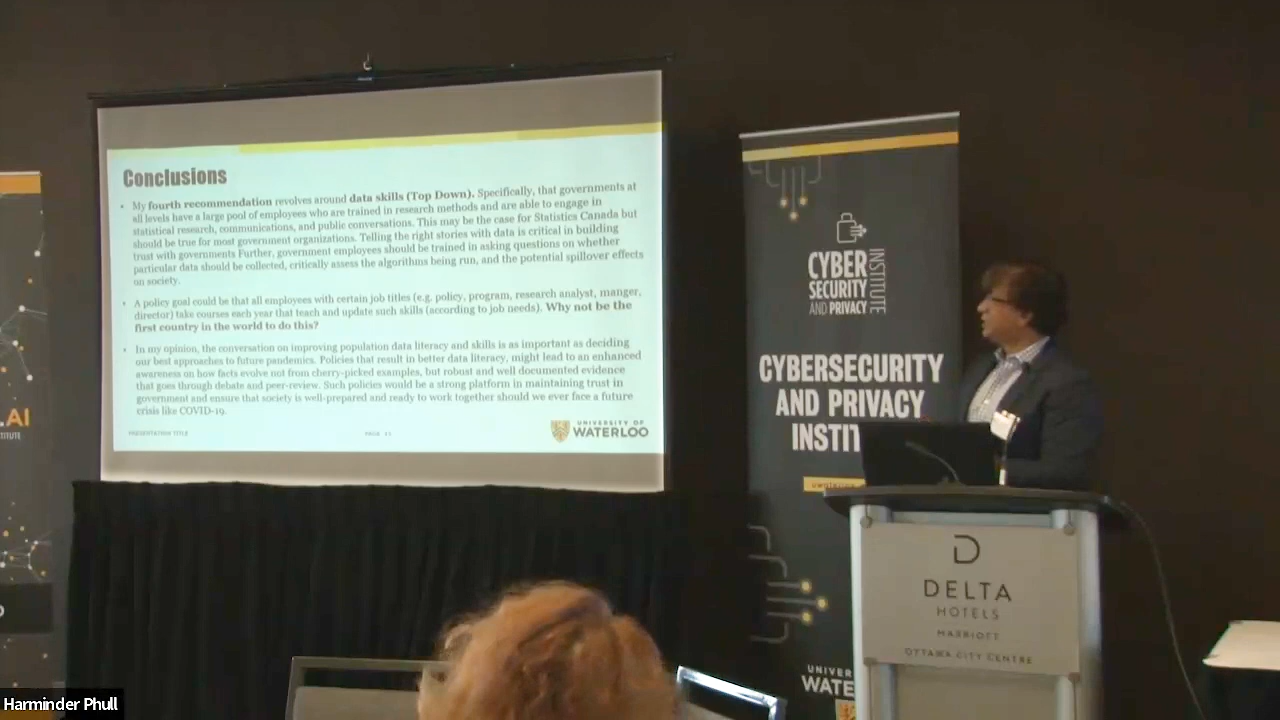 Conclusions
My fourth recommendation revolves around data skills (Top Down). Specifically, that governments at
all levels have a large pool of employees who are trained in research methods and are able to engage in
statistical research, communications, and public conversations. This may be the case for Statistics Canada but
should be true for most government organizations. Telling the right stories with data is critical in building
trust with governments Further, government employees should be trained in asking questions on whether
particular data should be collected, critically assess the algorithms being run, and the potential spillover effects
on society.
A policy goal could be that all employees with certain job titles (e.g. policy, program, research analyst, manger,
director) take courses each year that teach and update such skills (according to job needs). Why not be the
first country in the world to do this?
In my opinion, the conversation on improving population data literacy and skills is as important as deciding
our best approaches to future pandemics. Policies that result in better data literacy, might lead to an enhanced
awareness on how facts evolve not from cherry-picked examples, but robust and well documented evidence
that goes through debate and peer-review. Such policies would be a strong platform in maintaining trust in
government and ensure that society is well-prepared and ready to work together should we ever face a future
crisis like COVID-19.
PRESENTATION TITLE
PAGE
UNIVERSITY OF
WATERLOO
.AI
CYBER
SECURITY
AND PRIVACY
INSTITUTE
CYBERSECURITY
AND PRIVACY
INSTIT
UNIVER
WATE
DELTA
HOTELS
MARRIOTT
OTTAWA CITY CENTRE
Harminder Phull